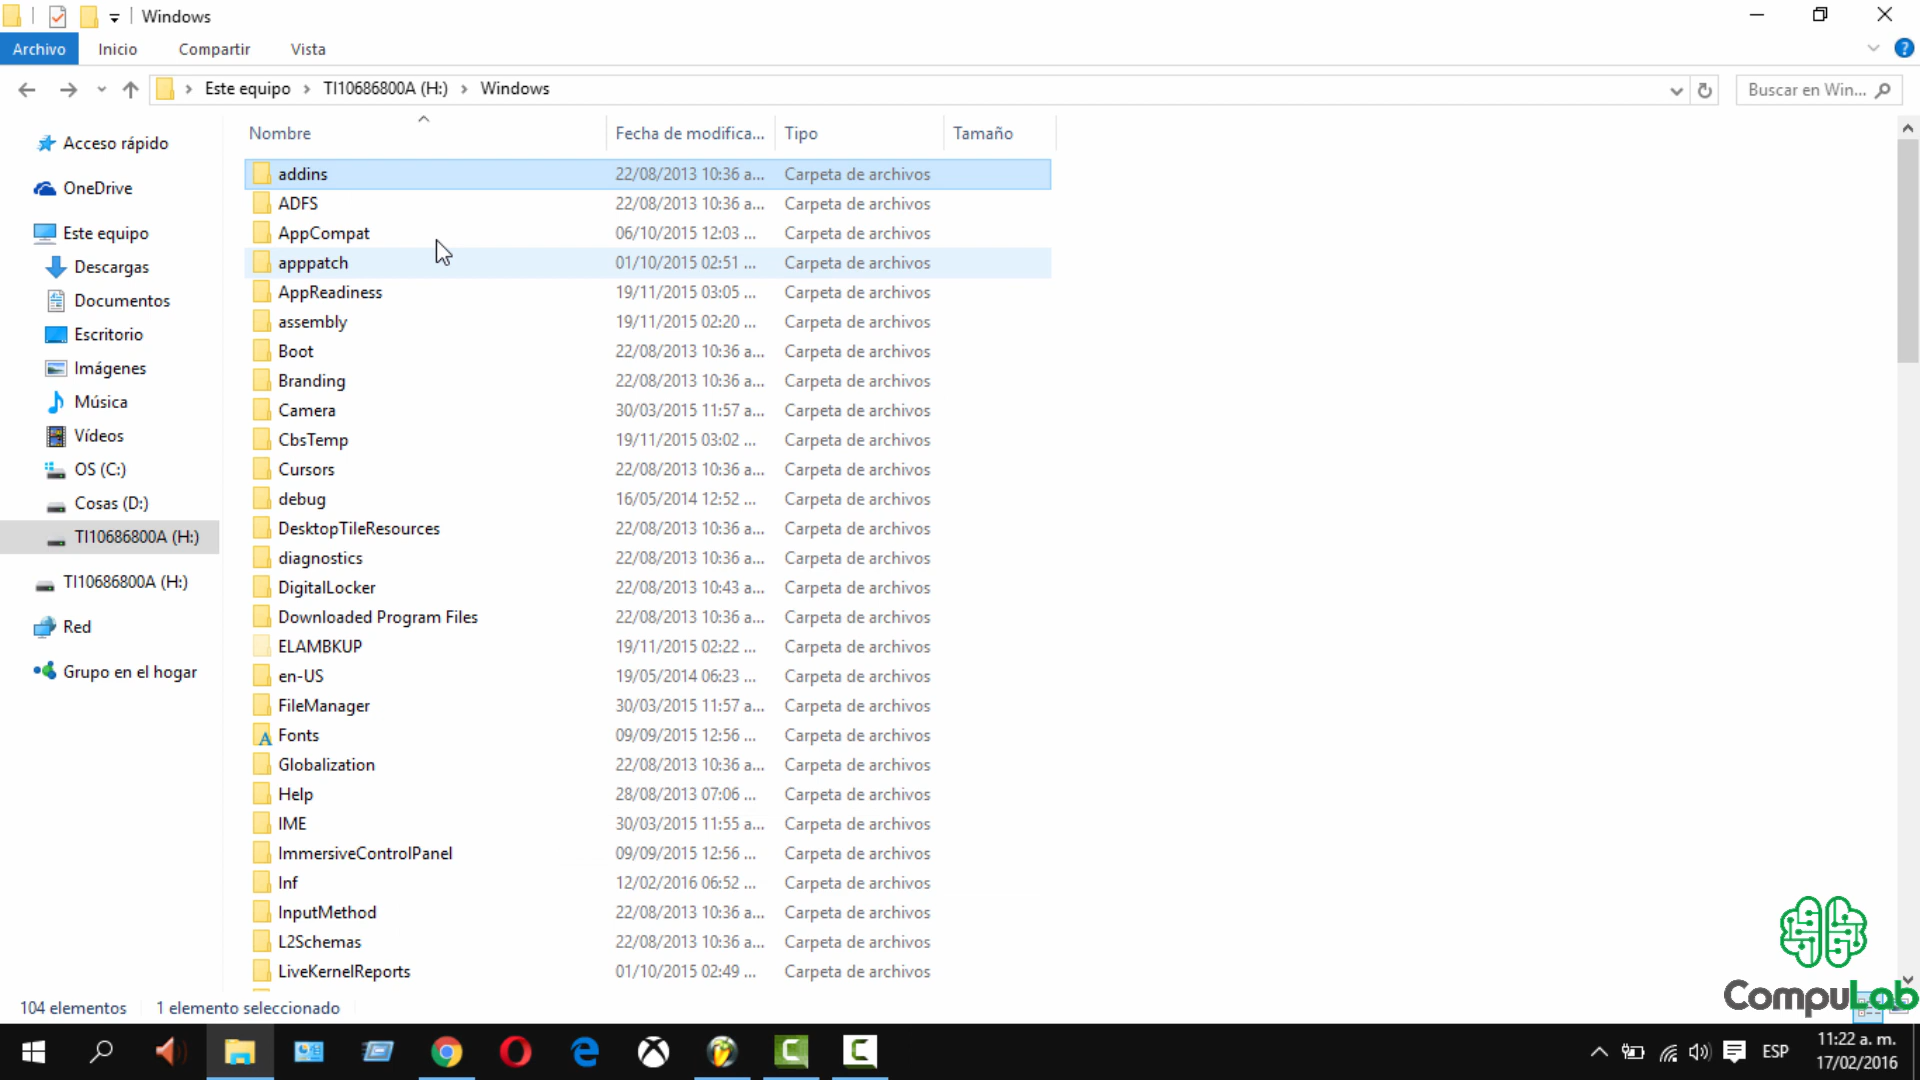 Windows
Archivo Inicio Compartir Vista
Este equipo TI10686800A (H:) Windows
Buscar en Win...
Nombre Fecha de modifica... Tipo Tamaño
Acceso rápido
OneDrive
Este equipo
Descargas
Documentos
Escritorio
Imágenes
Música
Vídeos
OS (C:)
Cosas (D:)
TI10686800A (H:)
TI10686800A (H:)
Red
Grupo en el hogar
addins 22/08/2013 10:36 a... Carpeta de archivos
ADFS 22/08/2013 10:36 a... Carpeta de archivos
AppCompat 06/10/2015 12:03 ... Carpeta de archivos
apppatch 01/10/2015 02:51 ... Carpeta de archivos
AppReadiness 19/11/2015 03:05 ... Carpeta de archivos
assembly 19/11/2015 02:20 ... Carpeta de archivos
Boot 22/08/2013 10:36 a... Carpeta de archivos
Branding 22/08/2013 10:36 a... Carpeta de archivos
Camera 30/03/2015 11:57 a... Carpeta de archivos
CbsTemp 19/11/2015 03:02 ... Carpeta de archivos
Cursors 22/08/2013 10:36 a... Carpeta de archivos
debug 16/05/2014 12:52 ... Carpeta de archivos
DesktopTileResources 22/08/2013 10:36 a... Carpeta de archivos
diagnostics 22/08/2013 10:36 a... Carpeta de archivos
DigitalLocker 22/08/2013 10:43 a... Carpeta de archivos
Downloaded Program Files 22/08/2013 10:36 a... Carpeta de archivos
ELAMBKUP 19/11/2015 02:22 ... Carpeta de archivos
en-US 19/05/2014 06:23 ... Carpeta de archivos
FileManager 30/03/2015 11:57 a... Carpeta de archivos
Fonts 09/09/2015 12:56 ... Carpeta de archivos
Globalization 22/08/2013 10:36 a... Carpeta de archivos
Help 28/08/2013 07:06 ... Carpeta de archivos
IME 30/03/2015 11:55 a... Carpeta de archivos
ImmersiveControlPanel 09/09/2015 12:56 ... Carpeta de archivos
Inf 12/02/2016 06:52 ... Carpeta de archivos
InputMethod 22/08/2013 10:36 a... Carpeta de archivos
L2Schemas 22/08/2013 10:36 a... Carpeta de archivos
LiveKernelReports 01/10/2015 02:49 ... Carpeta de archivos
CompuLab
104 elementos 1 elemento seleccionado
ESP
11:22 a. m.
17/02/2016